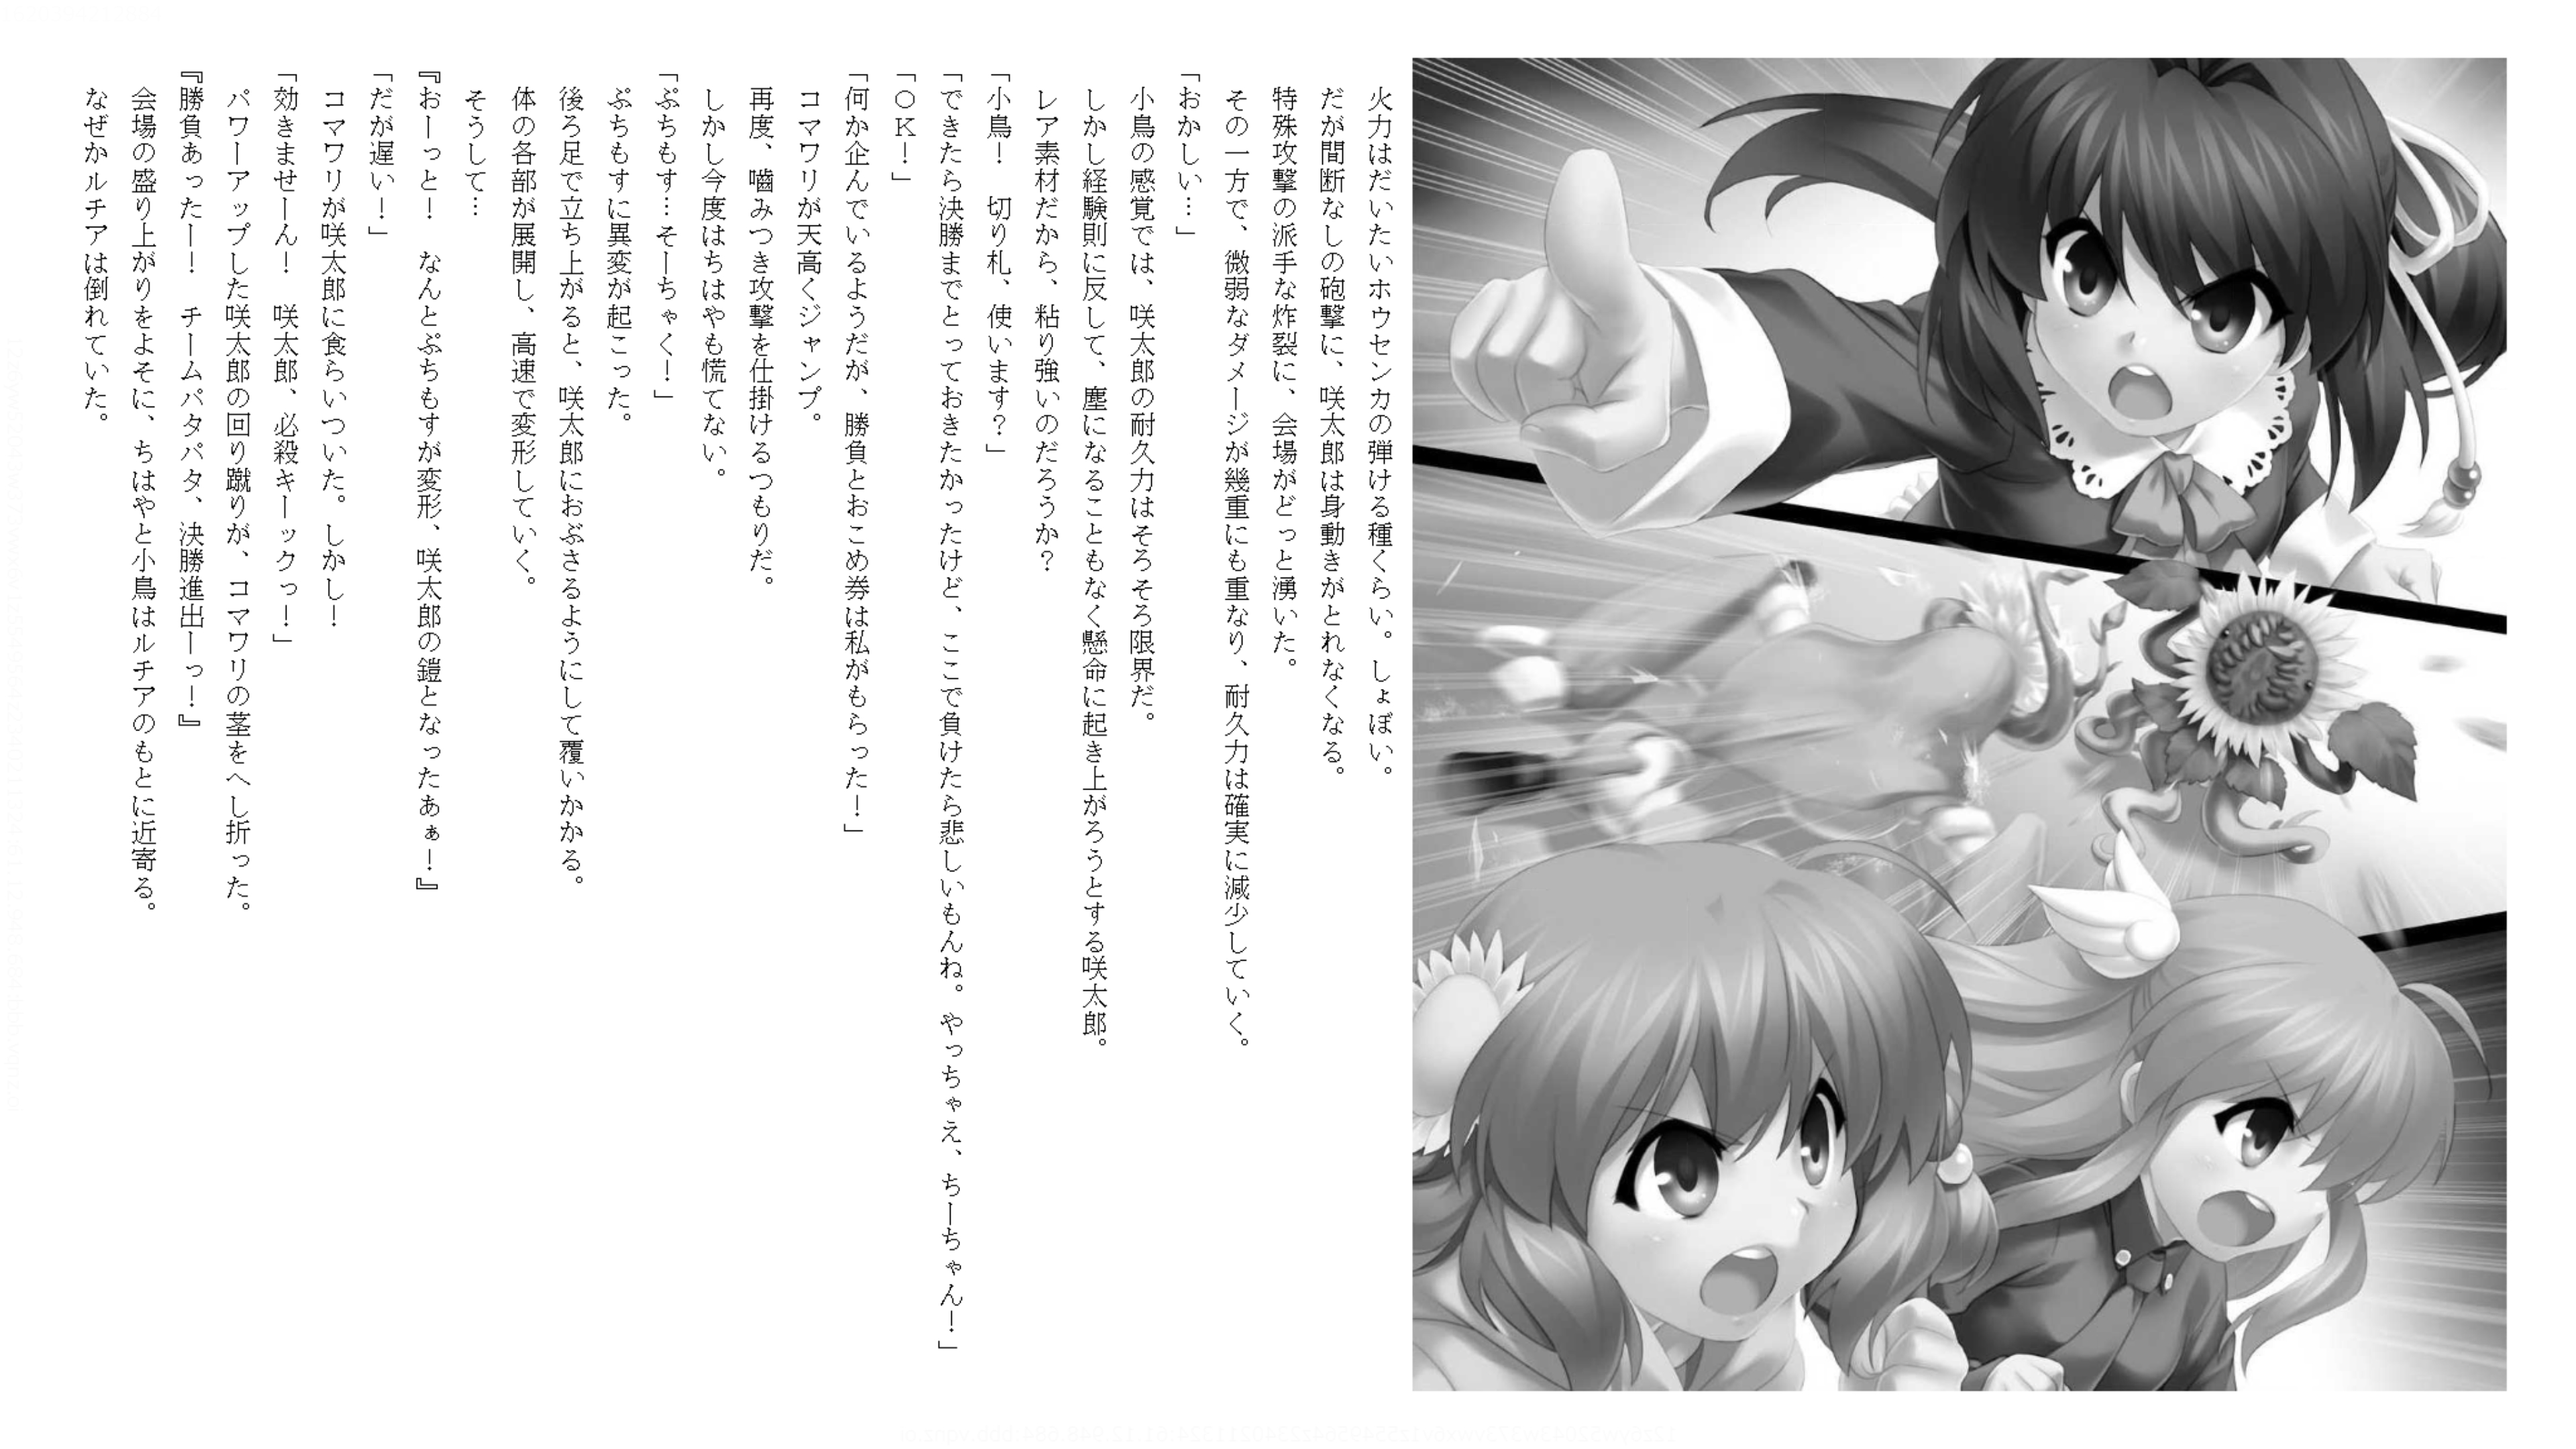 火力はだいたいホウセンカの弾ける種くらい。しょぼい。
だが間断なしの砲撃に、咲太郎は身動きがとれなくなる。
特殊攻撃の派手な炸裂に、会場がどっと湧いた。
その一方で、微弱なダメージが幾重にも重なり、耐久力は確実に減少していく。
「おかしい…」
小鳥の感覚では、咲太郎の耐久力はそろそろ限界だ。
しかし経験則に反して、塵になることもなく懸命に起き上がろうとする咲太郎。
レア素材だから、粘り強いのだろうか？
「小鳥！　切り札、使います？」
「できたら決勝までとっておきたかったけど、ここで負けたら悲しいもんね。やっちゃえ、ちーちゃん！」
「ＯＫ！」
「何か企んでいるようだが、勝負とおこめ券は私がもらった！」
コマワリが天高くジャンプ。
再度、噛みつき攻撃を仕掛けるつもりだ。
しかし今度はちはやも慌てない。
「ぷちもす…そーちゃく！」
ぷちもすに異変が起こった。
後ろ足で立ち上がると、咲太郎におぶさるようにして覆いかかる。
体の各部が展開し、高速で変形していく。
そうして…
『おーっと！　なんとぷちもすが変形、咲太郎の鎧となったあぁ！』
「だが遅い！」
コマワリが咲太郎に食らいついた。しかし！
「効きませーん！　咲太郎、必殺キーックっ！」
パワーアップした咲太郎の回り蹴りが、コマワリの茎をへし折った。
『勝負あったー！　チームパタパタ、決勝進出ーっ！』
会場の盛り上がりをよそに、ちはやと小鳥はルチアのもとに近寄る。
なぜかルチアは倒れていた。